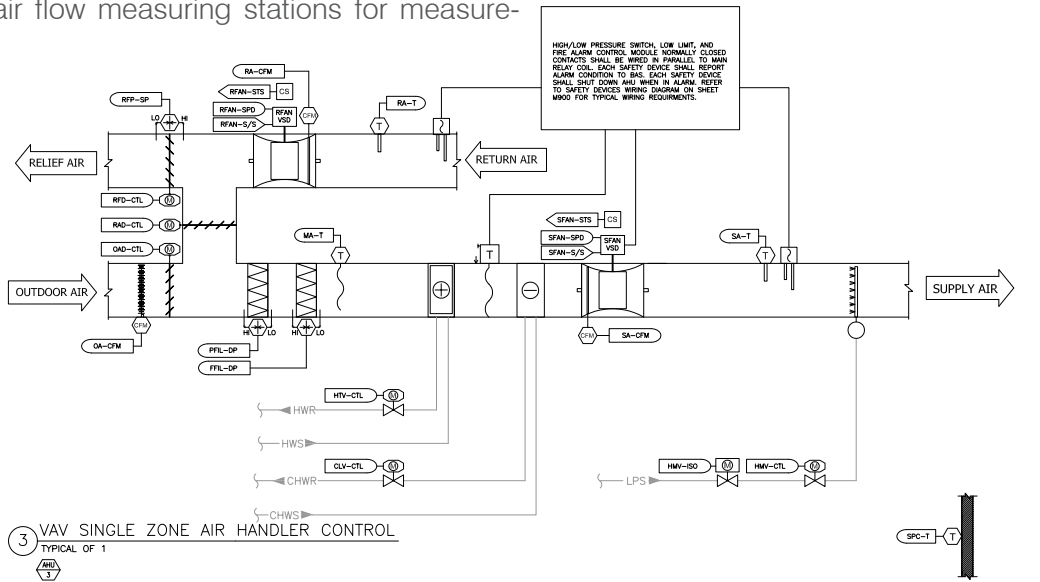 air flow measuring stations for measure-
HIGH/LOW PRESSURE SWITCH, LOW LIMIT, AND
FIRE ALARM CONTROL MODULE NORMALLY CLOSED
CONTACTS SHALL BE WIRED IN PARALLEL TO MAIN
RELAY COIL. EACH SAFETY DEVICE SHALL REPORT
ALARM CONDITION TO BAS. EACH SAFETY DEVICE
SHALL SHUT DOWN AHU WHEN IN ALARM. REFER
TO SAFETY DEVICES WIRING DIAGRAM ON SHEET
M900 FOR TYPICAL WIRING REQUIRMENTS.
RA-CFM
RFAN-STS CS
RFP-SP
RFAN-SPD
RFAN-S/S
RFAN
VSD
CFM
RA-T
T
LO HI
RELIEF AIR
RETURN AIR
RFD-CTL M
RAD-CTL M
OAD-CTL M
MA-T
T
T
SFAN-STS CS
SFAN-SPD
SFAN-S/S
SFAN
VSD
SA-T
T
OUTDOOR AIR
SUPPLY AIR
CFM
OA-CFM
HI LO
HI LO
PFIL-DP
FFIL-DP
CFM SA-CFM
HTV-CTL M
HWR
HWS
CLV-CTL M
CHWR
CHWS
HMV-ISO M
HMV-CTL M
LPS
SPC-T T
3 VAV SINGLE ZONE AIR HANDLER CONTROL
TYPICAL OF 1
AHU
3